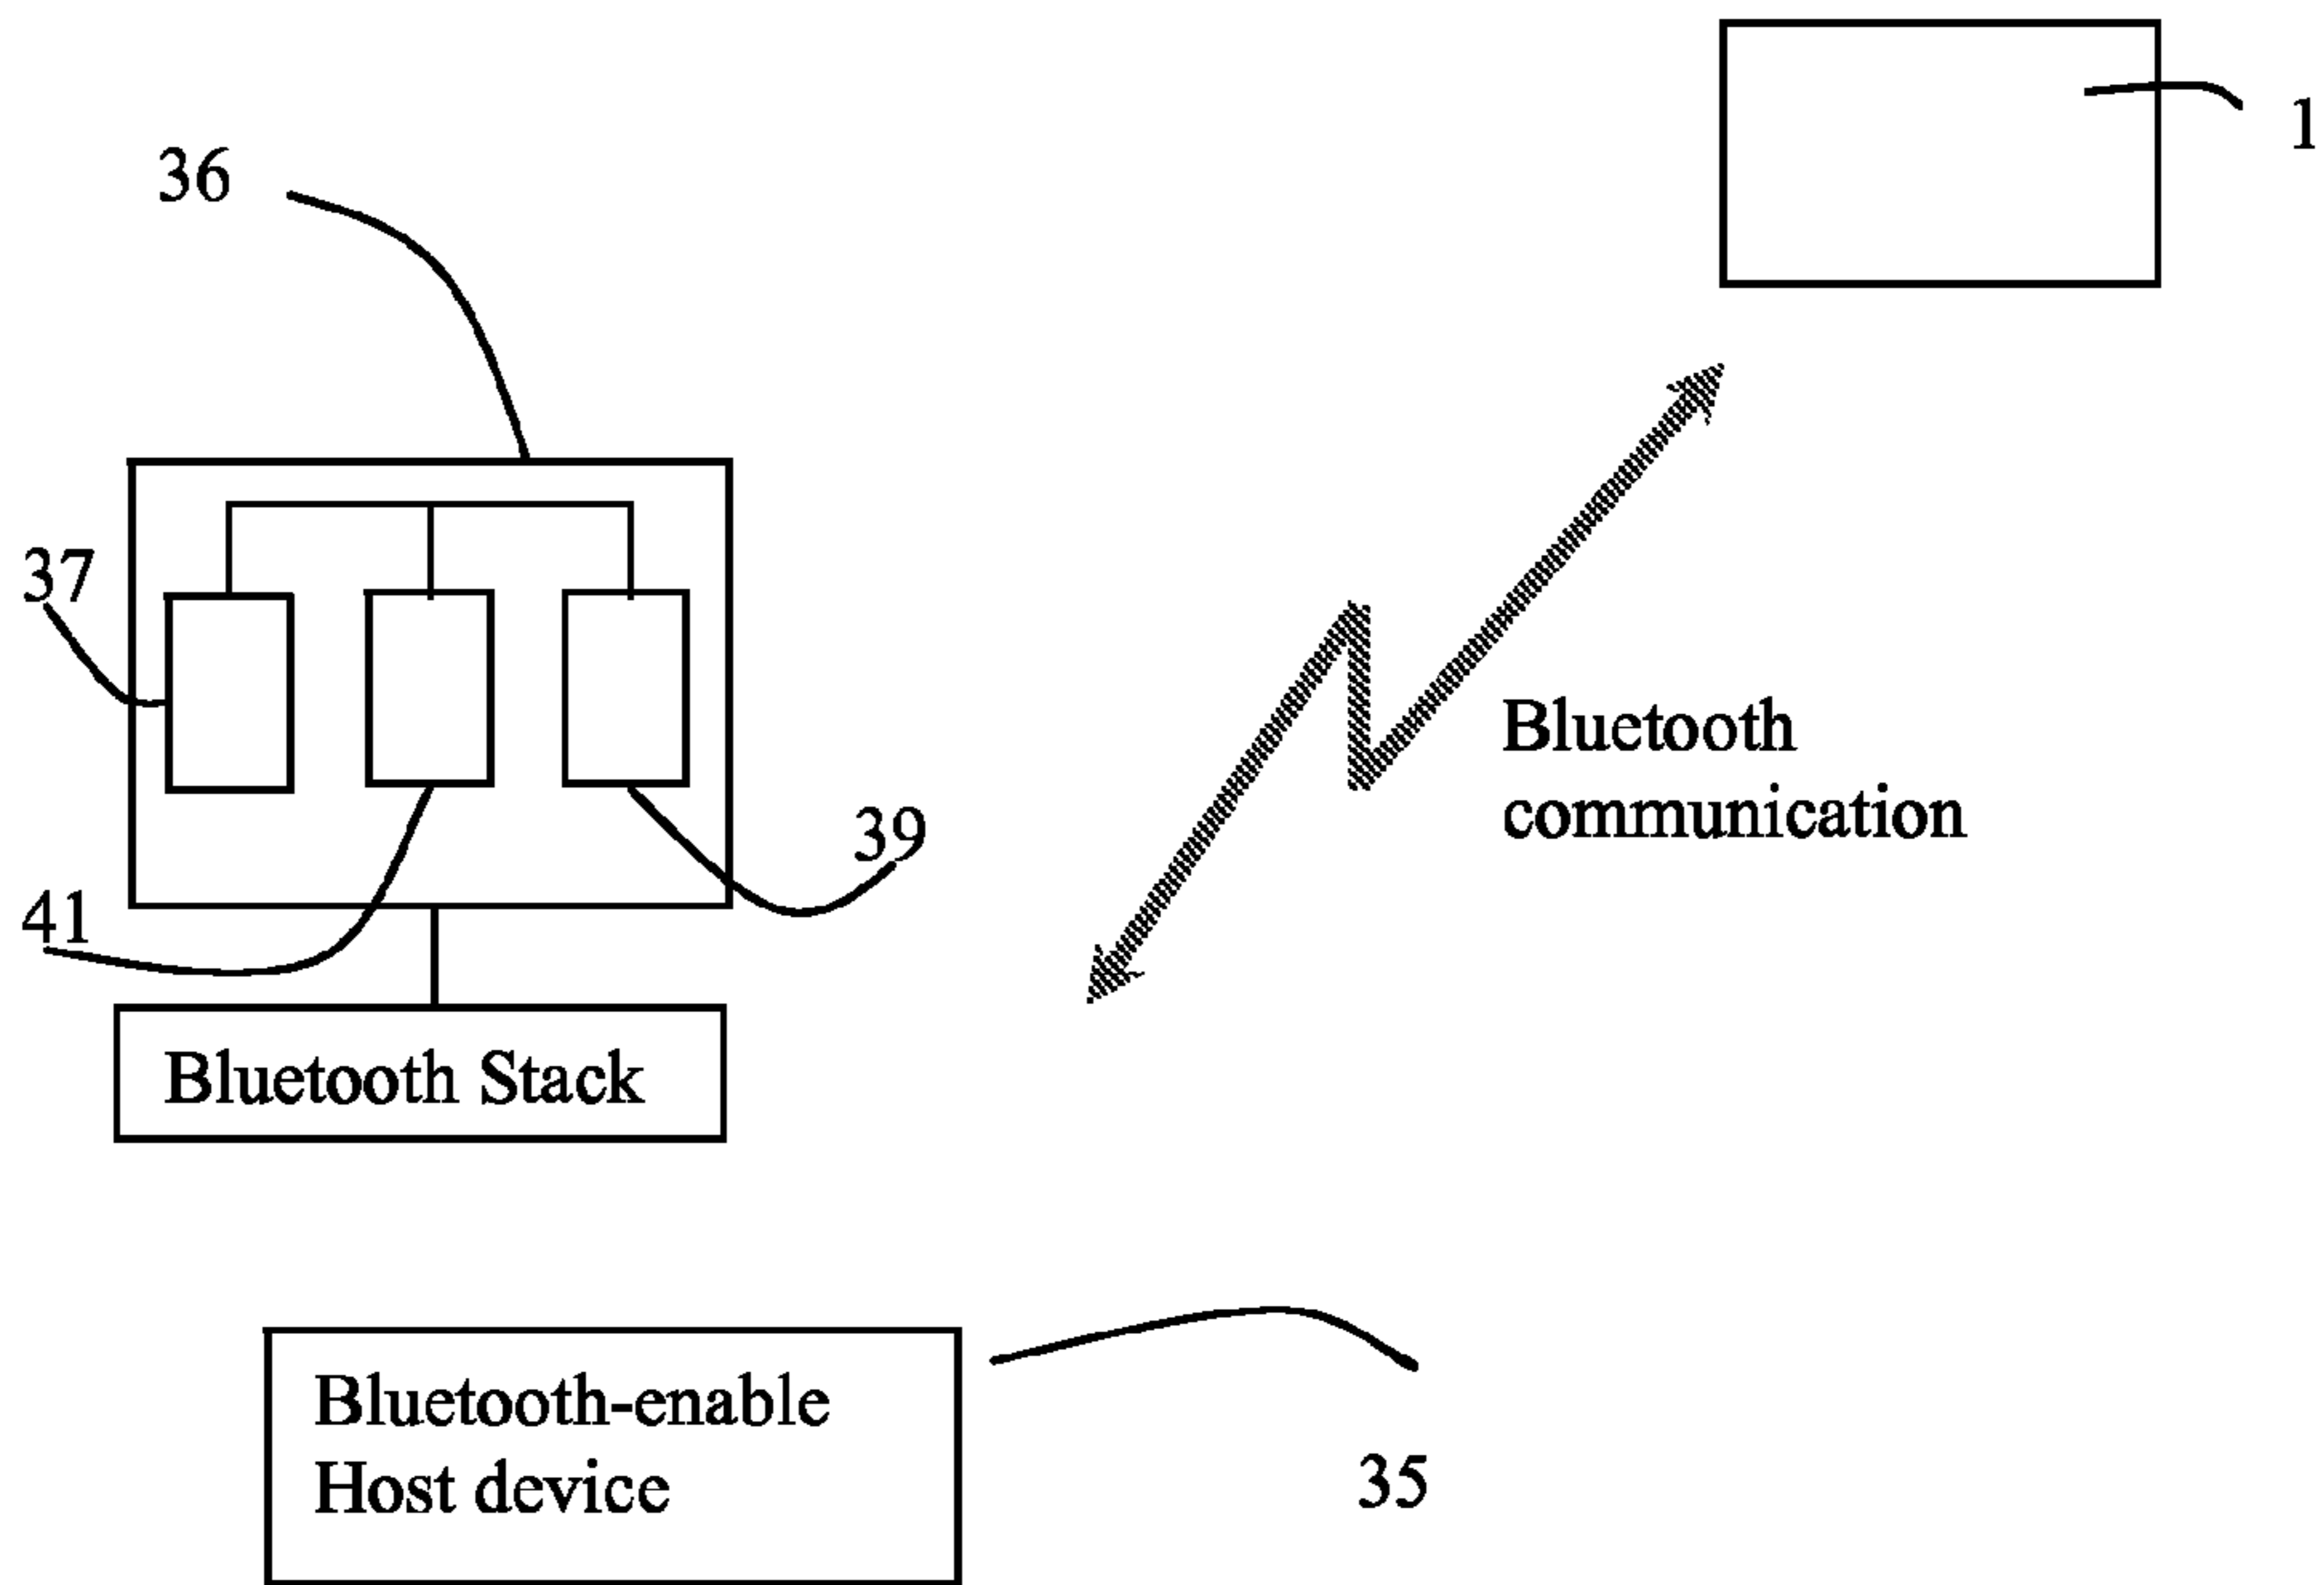 1
36
37
Bluetooth
communication
39
41
Bluetooth Stack
Bluetooth-enable
Host device
35